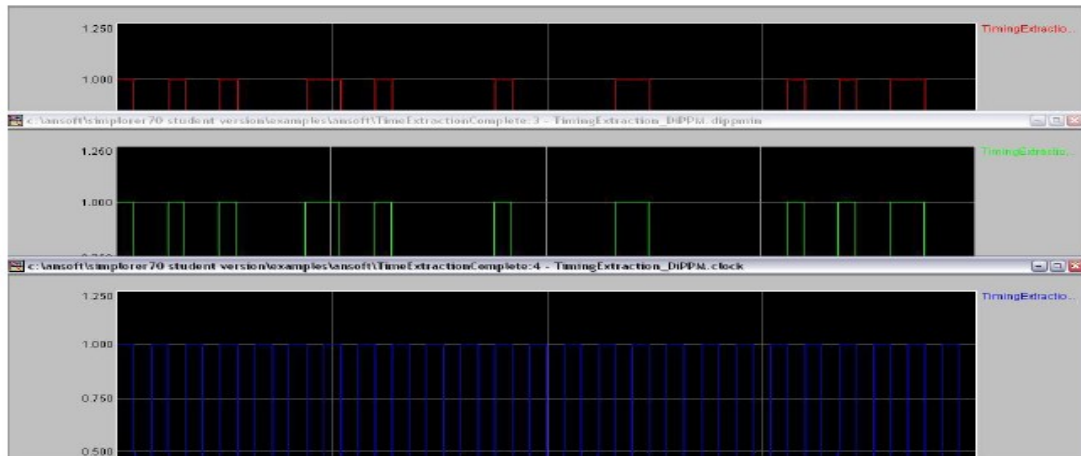 1.250
TimingExtractio...
1.000
c:\ansoft\simplorer70 student version\examples\ansoft\TimeExtractionComplete:3 - TimingExtraction_DiPPM.dippmin
1.250
TimingExtractio...
1.000
c:\ansoft\simplorer70 student version\examples\ansoft\TimeExtractionComplete:4 - TimingExtraction_DiPPM.clock
1.250
TimingExtractio...
1.000
0.750
0.500